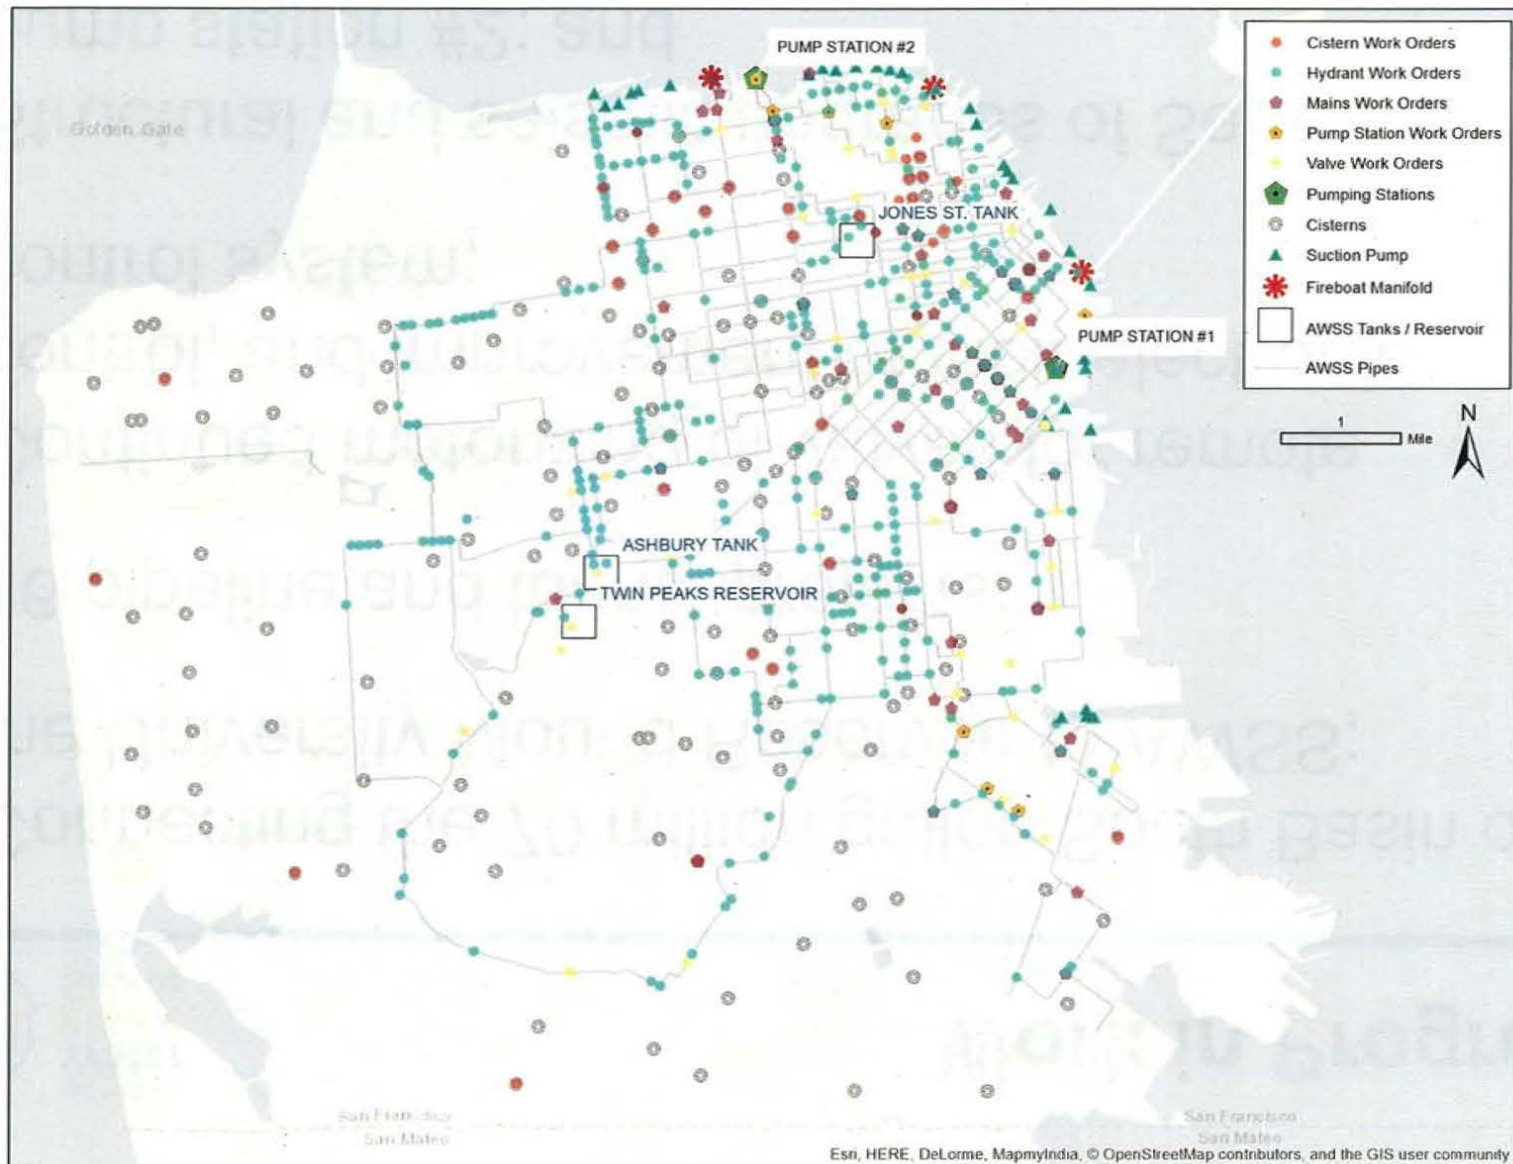 PUMP STATION #2
Golden Gate
JONES ST. TANK
PUMP STATION #1
ASHBURY TANK
TWIN PEAKS RESERVOIR
Cistern Work Orders
Hydrant Work Orders
Mains Work Orders
Pump Station Work Orders
Valve Work Orders
Pumping Stations
Cisterns
Suction Pump
Fireboat Manifold
AWSS Tanks / Reservoir
AWSS Pipes
1
Mile
N
San Francisco
San Mateo
San Francisco
San Mateo
Esri, HERE, DeLorme, MapmyIndia, © OpenStreetMap contributors, and the GIS user community